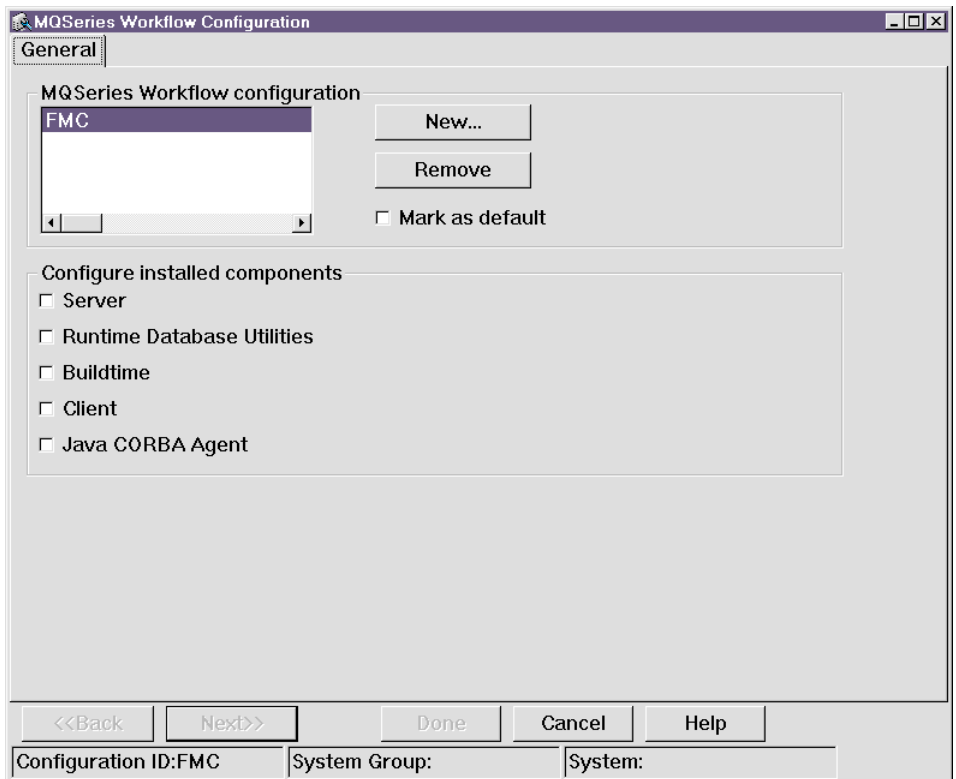 MQSeries Workflow Configuration
General
MQSeries Workflow configuration
FMC
New...
Remove
Mark as default
Configure installed components
Server
Runtime Database Utilities
Buildtime
Client
Java CORBA Agent
<<Back Next>> Done Cancel Help
Configuration ID:FMC System Group: System: